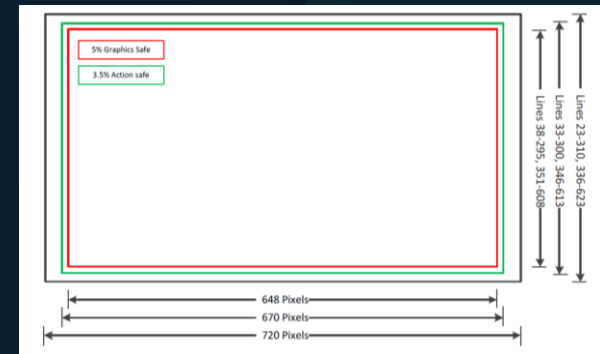 5% Graphics Safe
3.5% Action safe
Lines 38-295, 351-608
Lines 33-300, 346-613
Lines 23-310, 336-623
648 Pixels
670 Pixels
720 Pixels